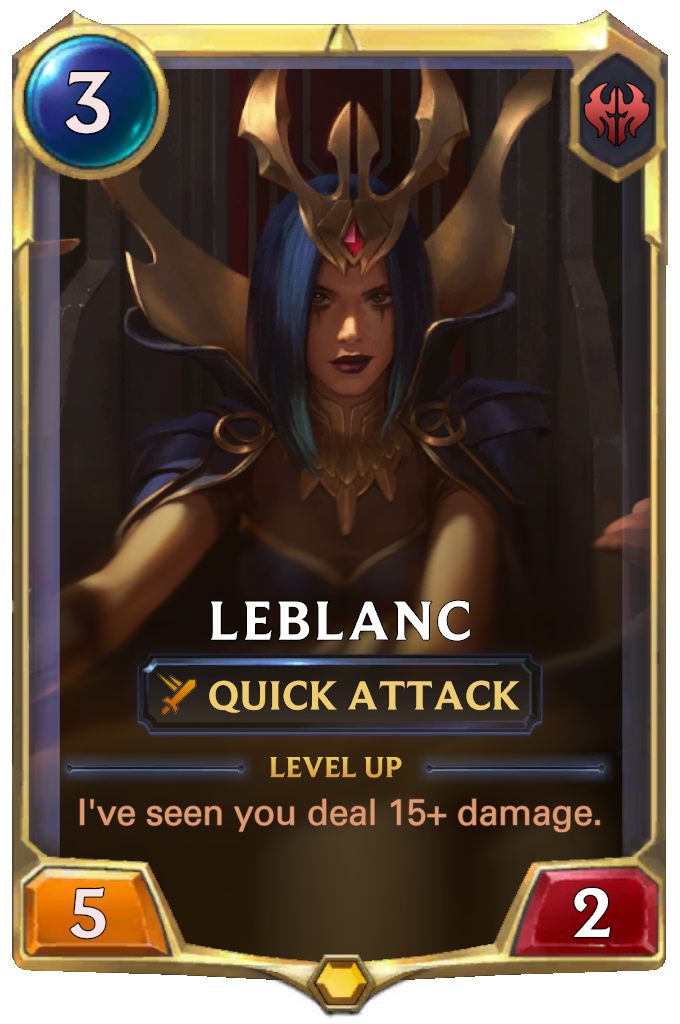 3
LEBLANC
QUICK ATTACK
LEVEL UP
I've seen you deal 15+ damage.
5
2